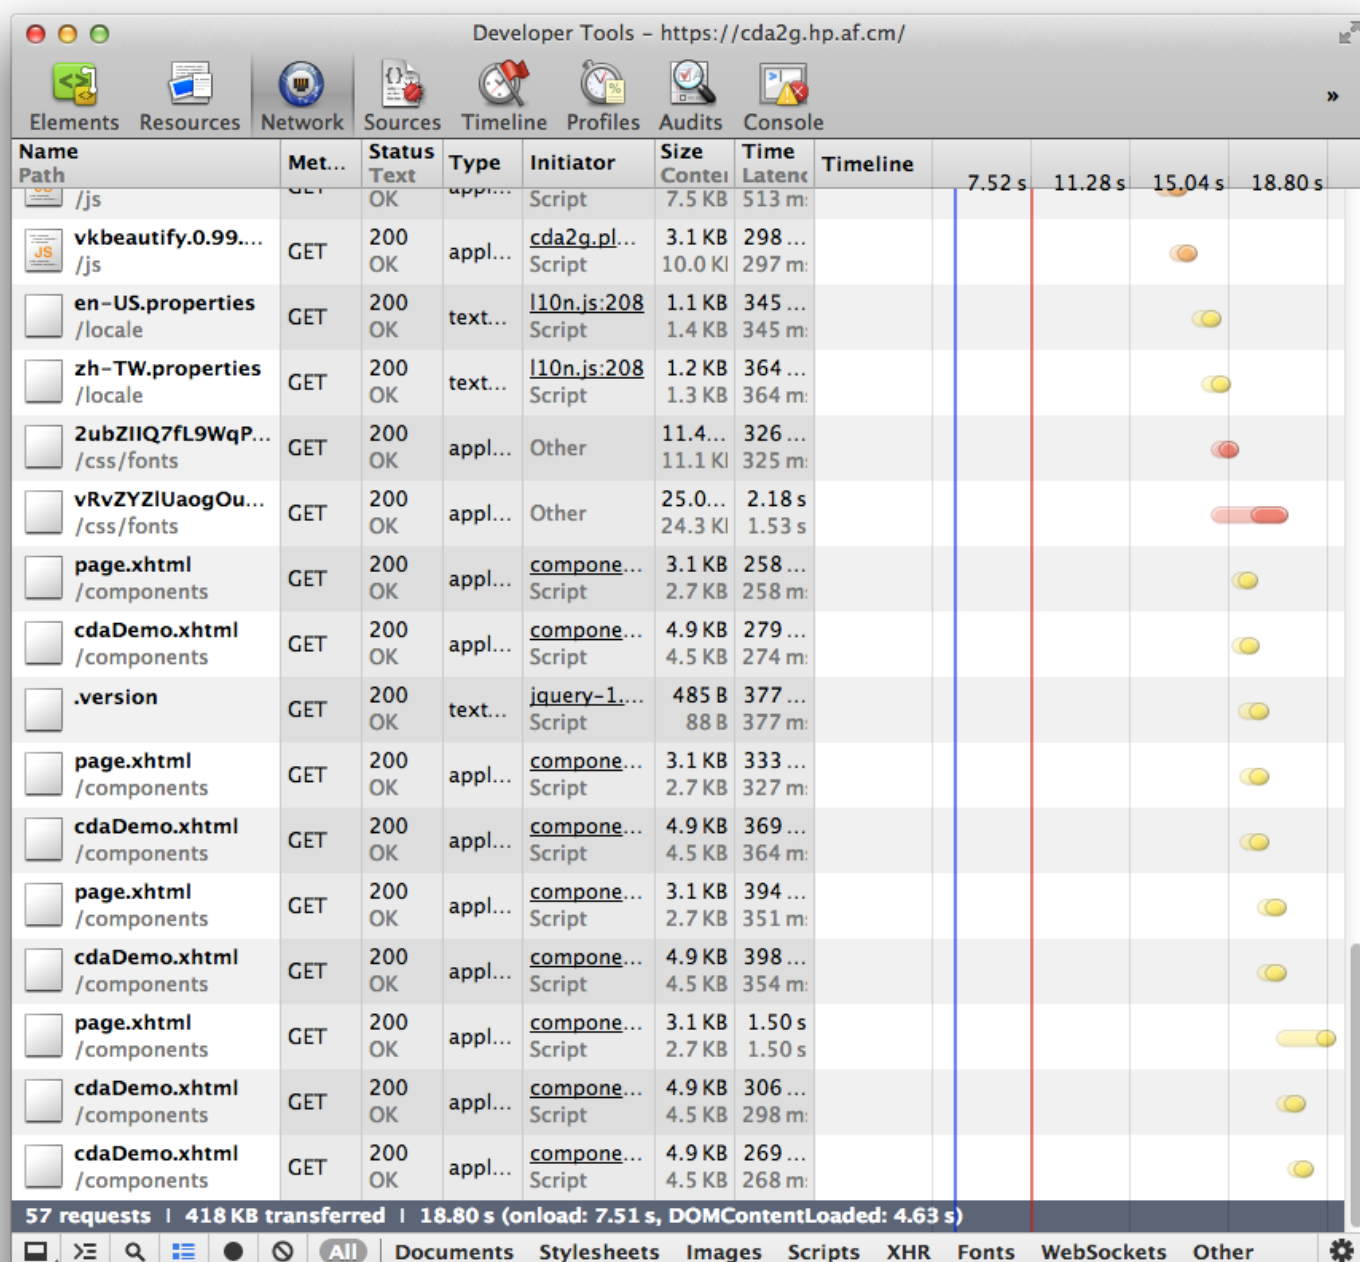 Developer Tools - https://cda2g.hp.af.cm/
Elements Resources Network Sources Timeline Profiles Audits Console »
Name Met... Status Type Initiator Size Time Timeline
Path Text Conter Latenc
7.52 s 11.28 s 15.04 s 18.80 s
/js OK Script 7.5 KB 513 m
vkbeautify.0.99.... GET 200 appl... cda2g.pl... 3.1 KB 298 ...
JS /js OK Script 10.0 K 297 m
en-US.properties GET 200 text... l10n.js:208 1.1 KB 345 ...
/locale OK Script 1.4 KB 345 m
zh-TW.properties GET 200 text... l10n.js:208 1.2 KB 364 ...
/locale OK Script 1.3 KB 364 m
2ubZIIQ7fL9WqP... GET 200 appl... Other 11.4... 326 ...
/css/fonts OK 11.1 K 325 m
vRvZYZlUaogOu... GET 200 appl... Other 25.0... 2.18 s
/css/fonts OK 24.3 K 1.53 s
page.xhtml GET 200 appl... compone... 3.1 KB 258 ...
/components OK Script 2.7 KB 258 m
cdaDemo.xhtml GET 200 appl... compone... 4.9 KB 279 ...
/components OK Script 4.5 KB 274 m
.version GET 200 text... jquery-1.... 485 B 377 ...
OK Script 88 B 377 m
page.xhtml GET 200 appl... compone... 3.1 KB 333 ...
/components OK Script 2.7 KB 327 m
cdaDemo.xhtml GET 200 appl... compone... 4.9 KB 369 ...
/components OK Script 4.5 KB 364 m
page.xhtml GET 200 appl... compone... 3.1 KB 394 ...
/components OK Script 2.7 KB 351 m
cdaDemo.xhtml GET 200 appl... compone... 4.9 KB 398 ...
/components OK Script 4.5 KB 354 m
page.xhtml GET 200 appl... compone... 3.1 KB 1.50 s
/components OK Script 2.7 KB 1.50 s
cdaDemo.xhtml GET 200 appl... compone... 4.9 KB 306 ...
/components OK Script 4.5 KB 298 m
cdaDemo.xhtml GET 200 appl... compone... 4.9 KB 269 ...
/components OK Script 4.5 KB 268 m
57 requests | 418 KB transferred | 18.80 s (onload: 7.51 s, DOMContentLoaded: 4.63 s)
All Documents Stylesheets Images Scripts XHR Fonts WebSockets Other